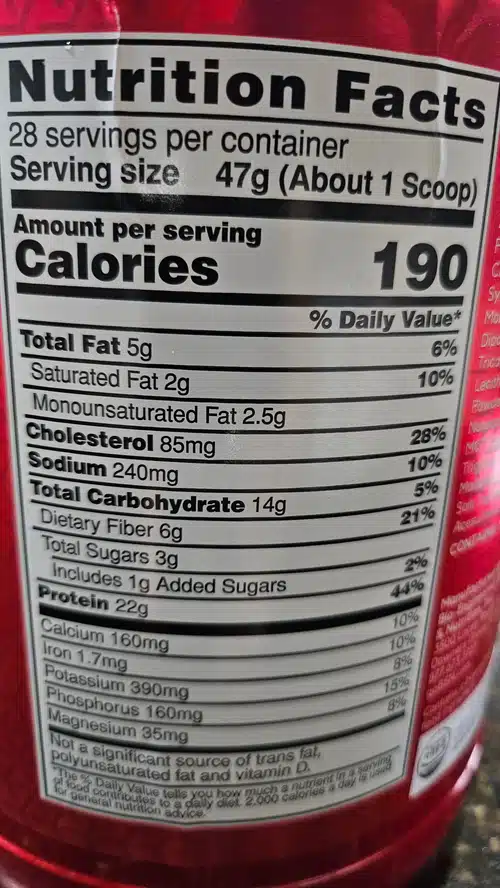 Nutrition Facts
28 servings per container
Serving size 47g (About 1 Scoop)
Amount per serving
Calories 190
% Daily Value*
Total Fat 5g 6%
Saturated Fat 2g 10%
Monounsaturated Fat 2.5g
Cholesterol 85mg 28%
Sodium 240mg 10%
Total Carbohydrate 14g 5%
Dietary Fiber 6g 21%
Total Sugars 3g
Includes 1g Added Sugars 2%
Protein 22g 44%
Calcium 160mg 10%
Iron 1.7mg 10%
Potassium 390mg 8%
Phosphorus 160mg 15%
Magnesium 35mg 8%
Not a significant source of trans fat,
polyunsaturated fat and vitamin D.
*The % Daily Value tells you how much a nutrient in a serving
of food contributes to a daily diet. 2,000 calories a day is used
for general nutrition advice.